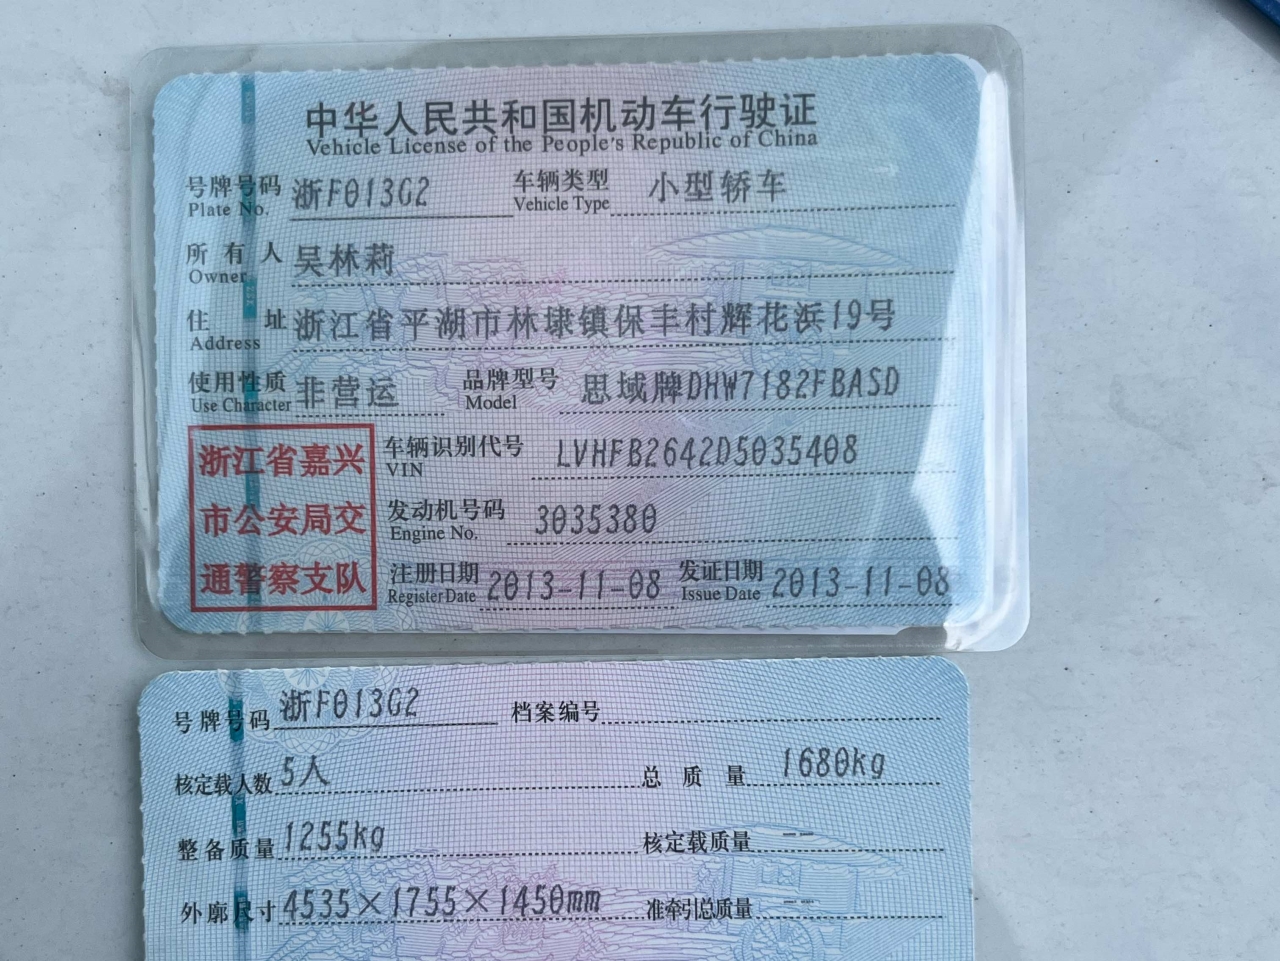 中华人民共和国机动车行驶证
Vehicle License of the People's Republic of China
号牌号码 浙F013G2 车辆类型 小型轿车
Plate No. Vehicle Type
所有人 吴林莉
Owner
住址 浙江省平湖市林埭镇保丰村辉花浜19号
Address
使用性质 非营运 品牌型号 思域牌DHW7182FBASD
Use Character Model
浙江省嘉兴
市公安局交
通警察支队
车辆识别代号 LVHFB2642D5035408
VIN
发动机号码 3035380
Engine No.
注册日期 2013-11-08 发证日期 2013-11-08
Register Date Issue Date
号牌号码 浙F013G2 档案编号
核定载人数 5人 总质量 1680kg
整备质量 1255kg 核定载质量 --
外廓尺寸 4535×1755×1450mm 准牵引总质量 --